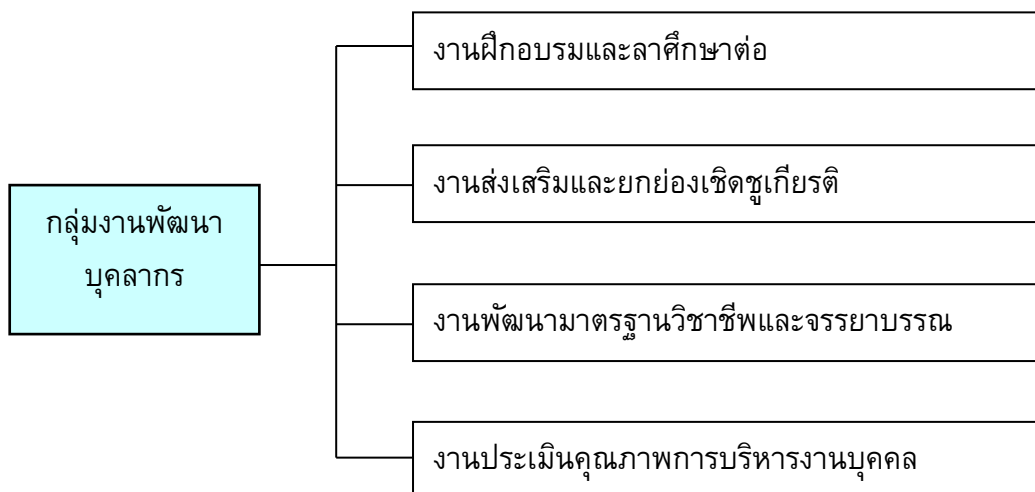 งานฝึกอบรมและลาศึกษาต่อ
งานส่งเสริมและยกย่องเชิดชูเกียรติ
กลุ่มงานพัฒนา
บุคลากร
งานพัฒนามาตรฐานวิชาชีพและจรรยาบรรณ
งานประเมินคุณภาพการบริหารงานบุคคล